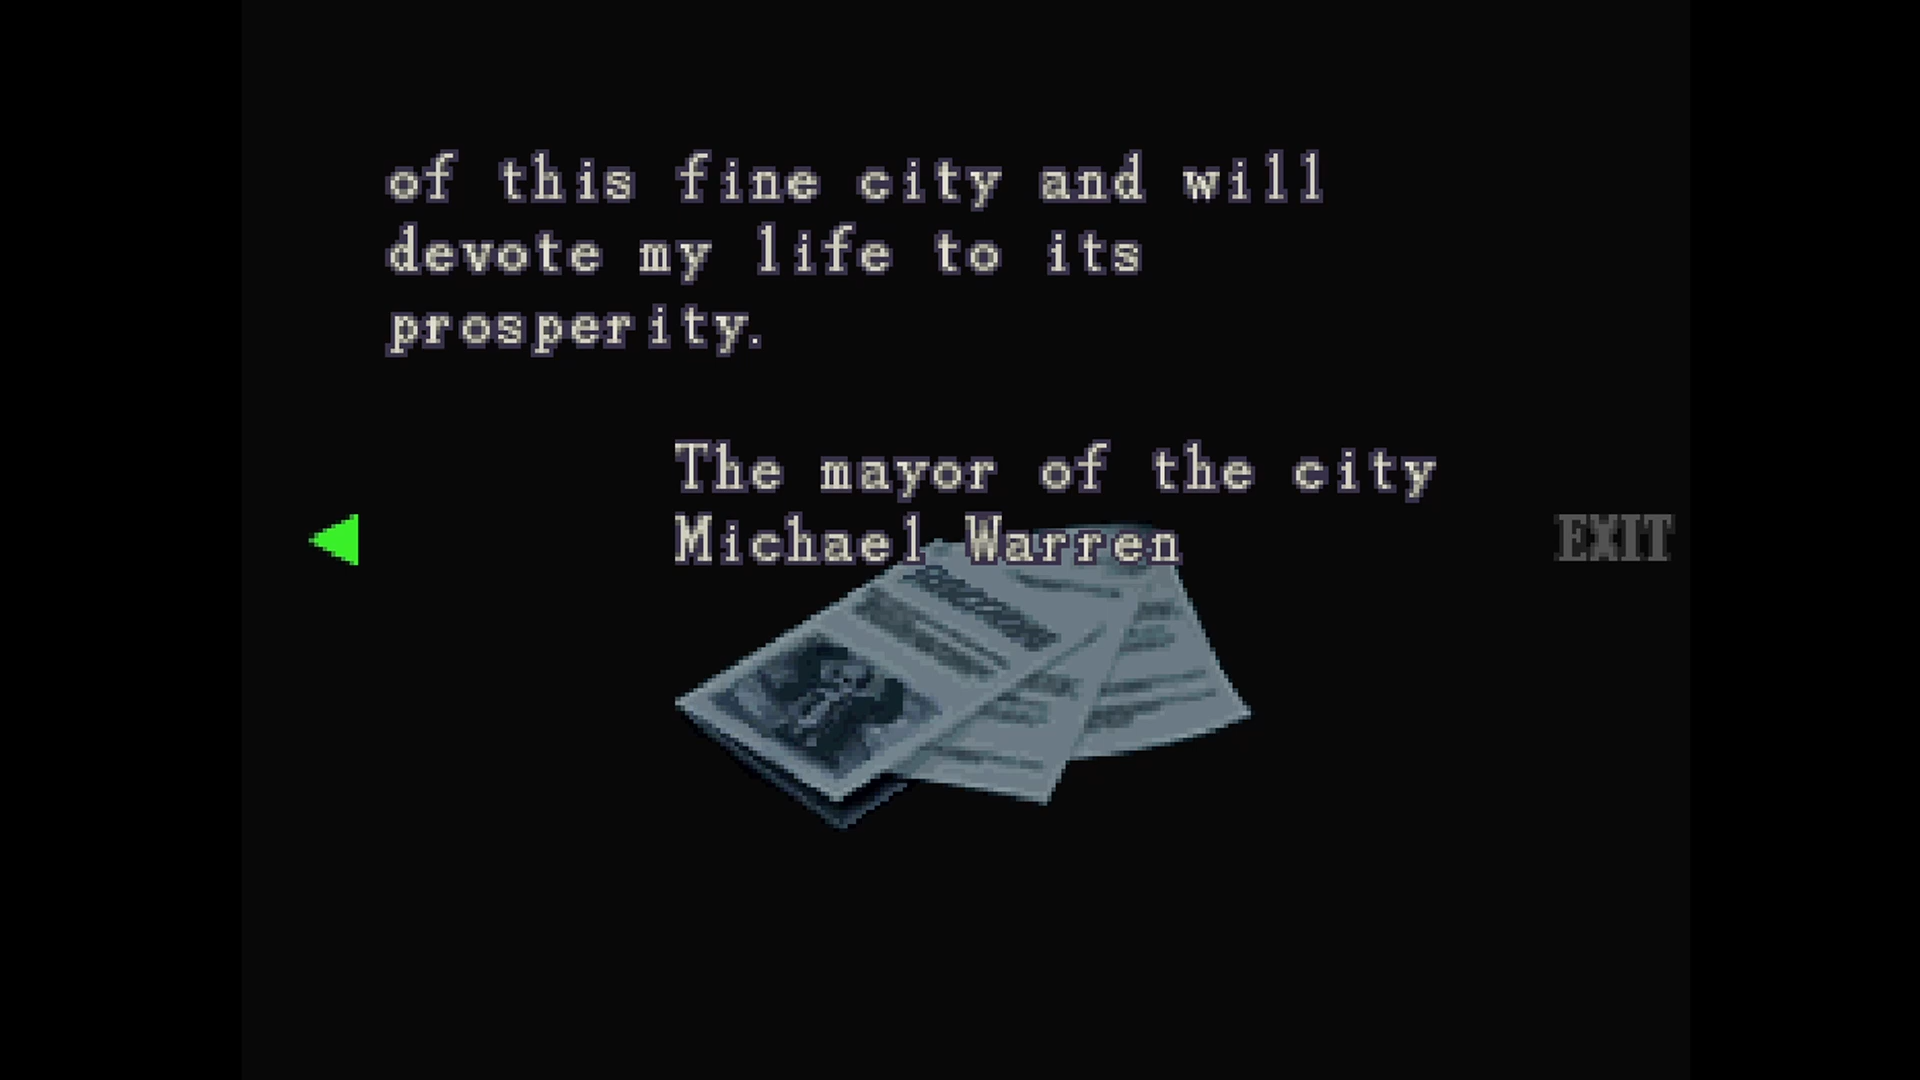 of this fine city and will
devote my life to its
prosperity.
The mayor of the city
Michael Warren
EXIT